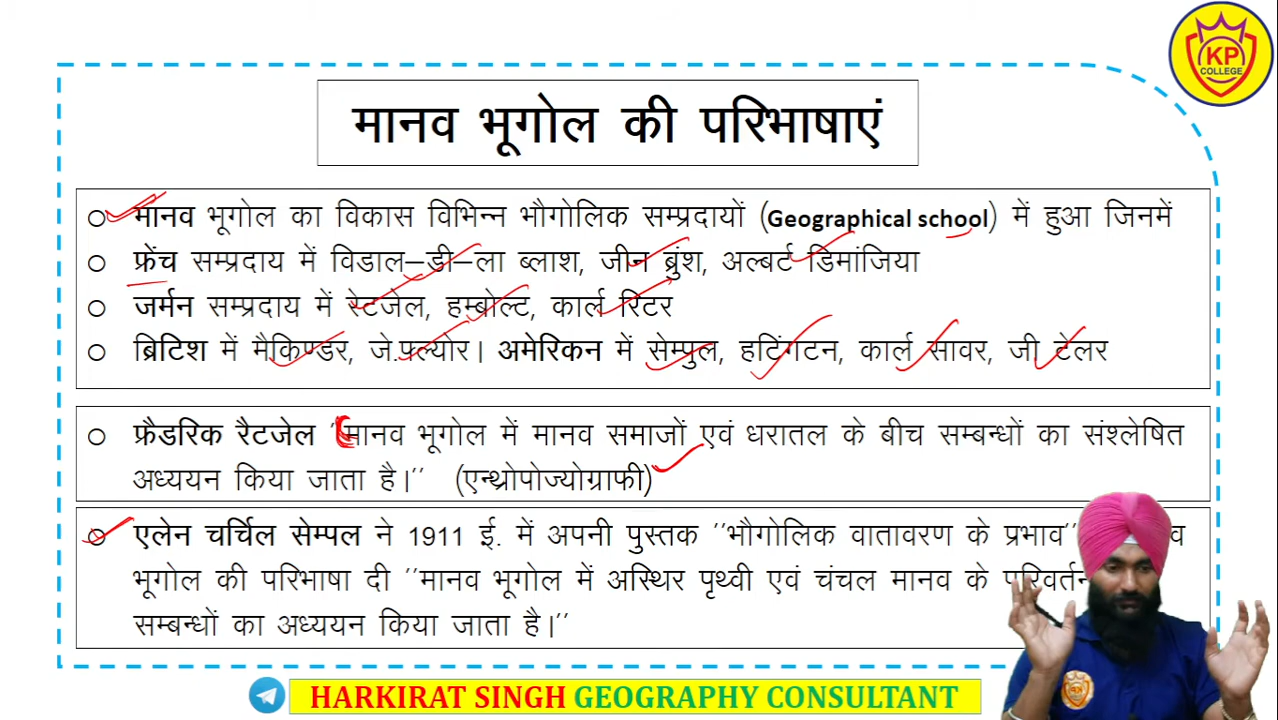 KP
COLLEGE
मानव भूगोल की परिभाषाएं
○ मानव भूगोल का विकास विभिन्न भौगोलिक सम्प्रदायों (Geographical school) में हुआ जिनमें
○ फ्रेंच सम्प्रदाय में विडाल–डी–ला ब्लाश, जीन ब्रुंश, अल्बर्ट डिमांजिया
○ जर्मन सम्प्रदाय में रेटजेल, हम्बोल्ट, कार्ल रिटर
○ ब्रिटिश में मैकिण्डर, जे.फ्ल्योर। अमेरिकन में सेम्पुल, हटिंगटन, कार्ल सावर, जी टेलर
○ फ्रैडरिक रैटजेल "मानव भूगोल में मानव समाजों एवं धरातल के बीच सम्बन्धों का संश्लेषित
अध्ययन किया जाता है।" (एन्थ्रोपोज्योग्राफी)
○ एलेन चर्चिल सेम्पल ने 1911 ई. में अपनी पुस्तक "भौगोलिक वातावरण के प्रभाव"
भूगोल की परिभाषा दी "मानव भूगोल में अस्थिर पृथ्वी एवं चंचल मानव के
सम्बन्धों का अध्ययन किया जाता है।"
HARKIRAT SINGH GEOGRAPHY CONSULTANT